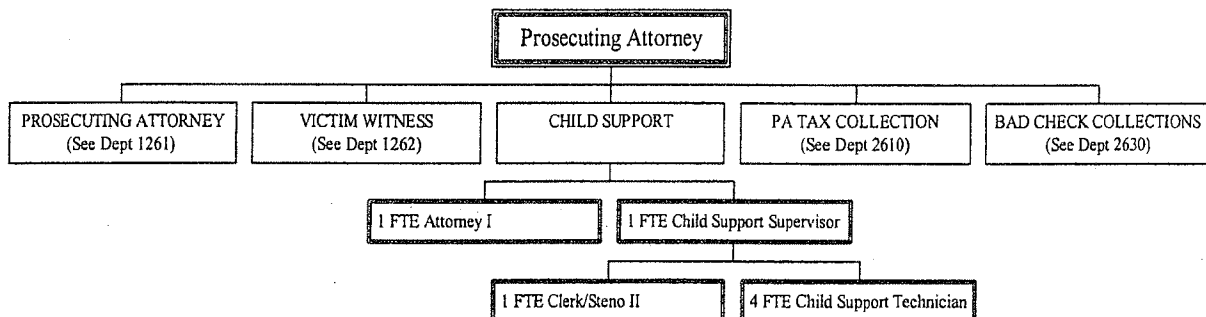 Prosecuting Attorney
PROSECUTING ATTORNEY
(See Dept 1261)
VICTIM WITNESS
(See Dept 1262)
CHILD SUPPORT
PA TAX COLLECTION
(See Dept 2610)
BAD CHECK COLLECTIONS
(See Dept 2630)
1 FTE Attorney I
1 FTE Child Support Supervisor
1 FTE Clerk/Steno II
4 FTE Child Support Technician